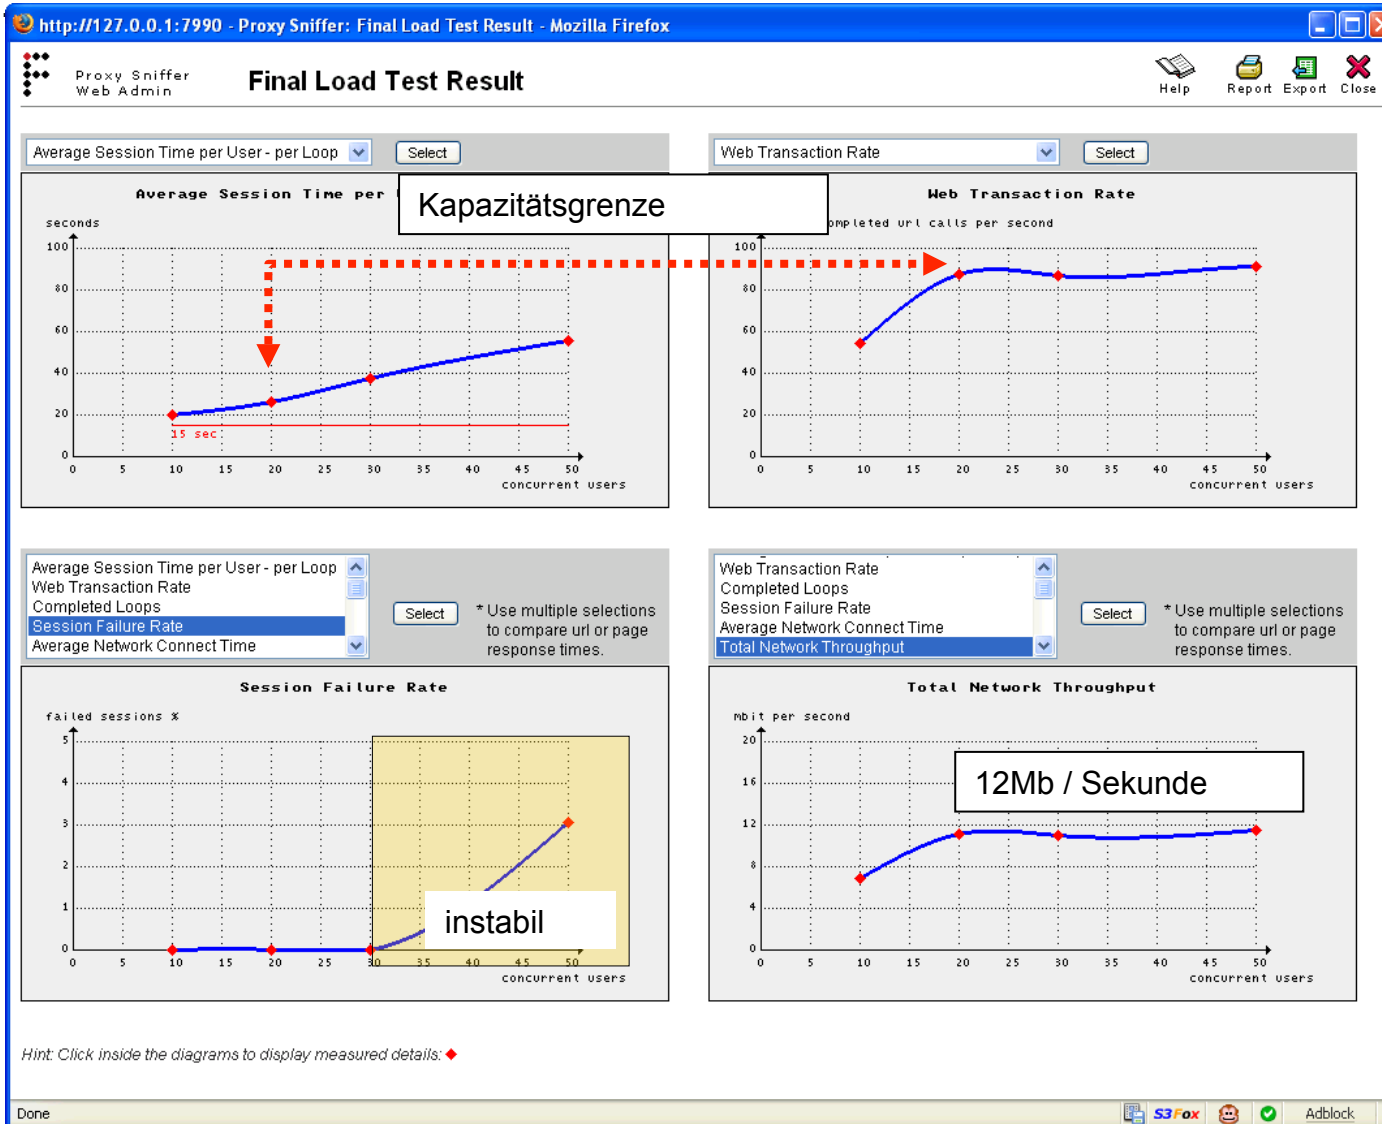 http://127.0.0.1:7990 - Proxy Sniffer: Final Load Test Result - Mozilla Firefox
Proxy Sniffer
Web Admin
Final Load Test Result
Help
Report
Export
Close
Average Session Time per User - per Loop
Select
Web Transaction Rate
Select
Average Session Time per
Kapazitätsgrenze
seconds
100
80
60
40
20
0
15 sec
0 5 10 15 20 25 30 35 40 45 50
concurrent users
Web Transaction Rate
completed url calls per second
100
80
60
40
20
0
0 5 10 15 20 25 30 35 40 45 50
concurrent users
Average Session Time per User - per Loop
Web Transaction Rate
Completed Loops
Session Failure Rate
Average Network Connect Time
Select
* Use multiple selections
to compare url or page
response times.
Web Transaction Rate
Completed Loops
Session Failure Rate
Average Network Connect Time
Total Network Throughput
Select
* Use multiple selections
to compare url or page
response times.
Session Failure Rate
failed sessions %
5
4
3
2
1
0
instabil
0 5 10 15 20 25 30 35 40 45 50
concurrent users
Total Network Throughput
mbit per second
20
16
12
8
4
0
12Mb / Sekunde
0 5 10 15 20 25 30 35 40 45 50
concurrent users
Hint: Click inside the diagrams to display measured details:
Done
S3Fox
Adblock